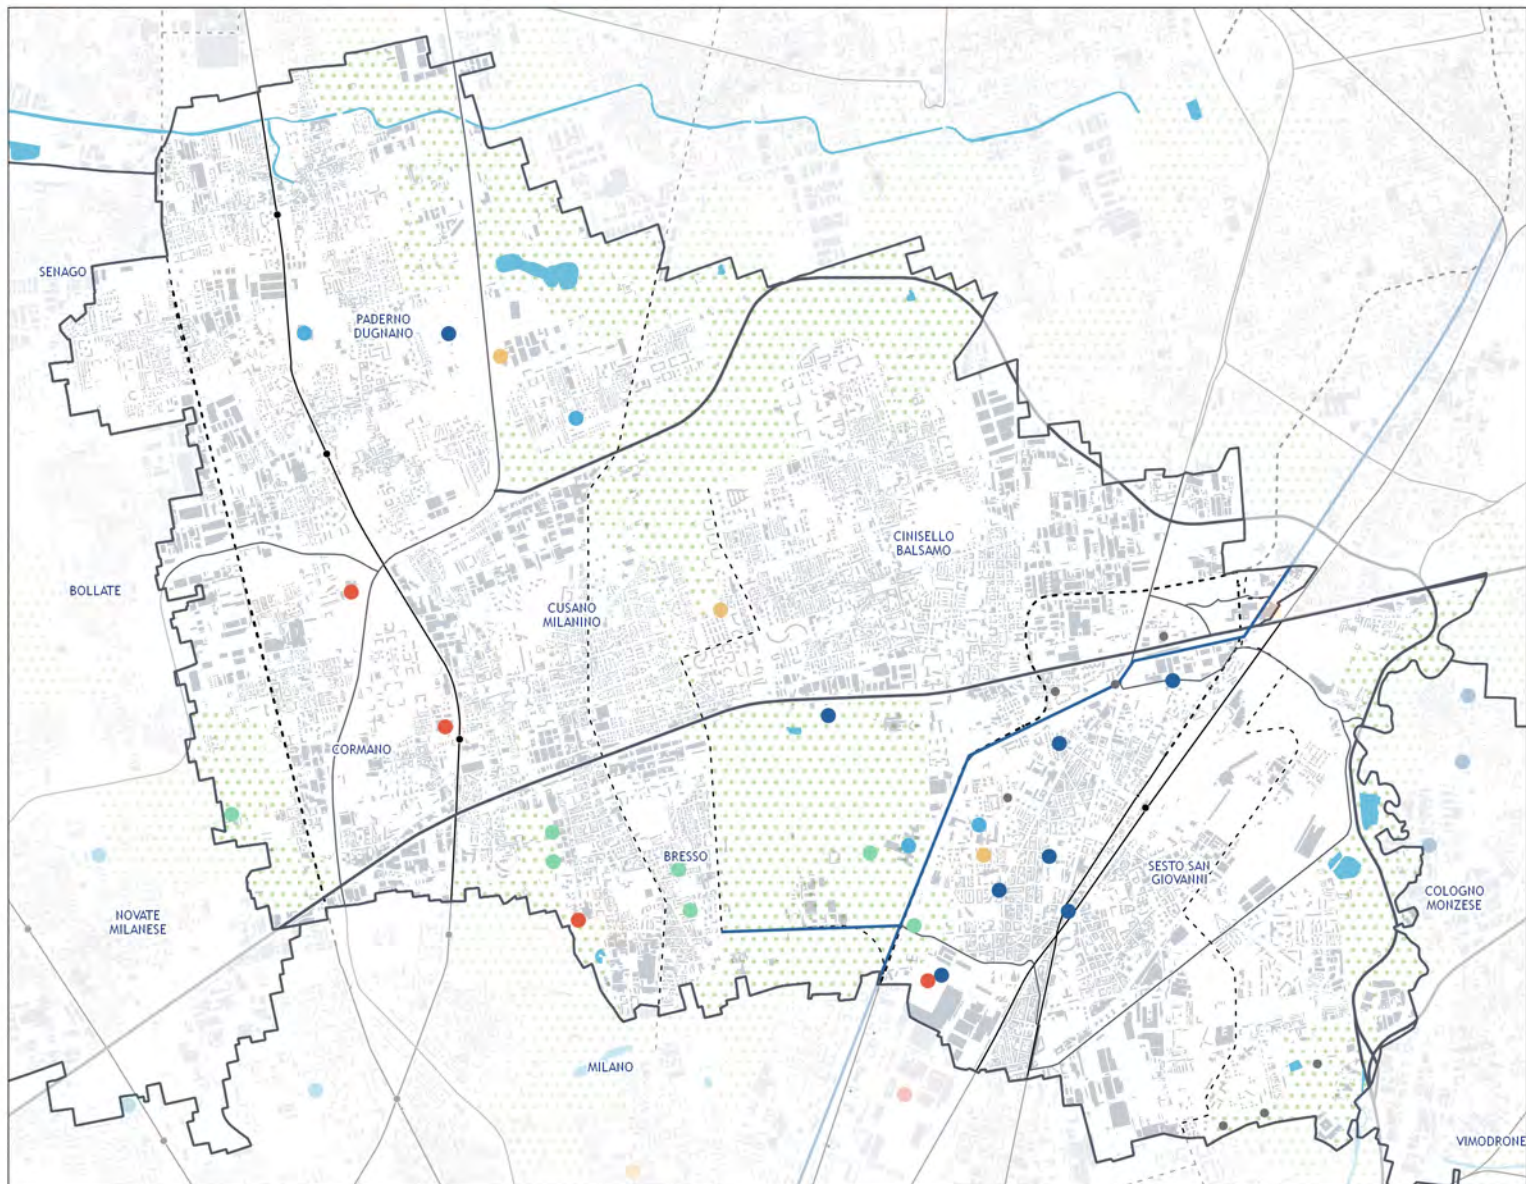 SENAGO
PADERNO
DUGNANO
CINISELLO
BALSAMO
BOLLATE
CUSANO
MILANINO
CORMANO
BRESSO
SESTO SAN
GIOVANNI
COLOGNO
MONZESE
NOVATE
MILANESE
MILANO
VIMODRONE